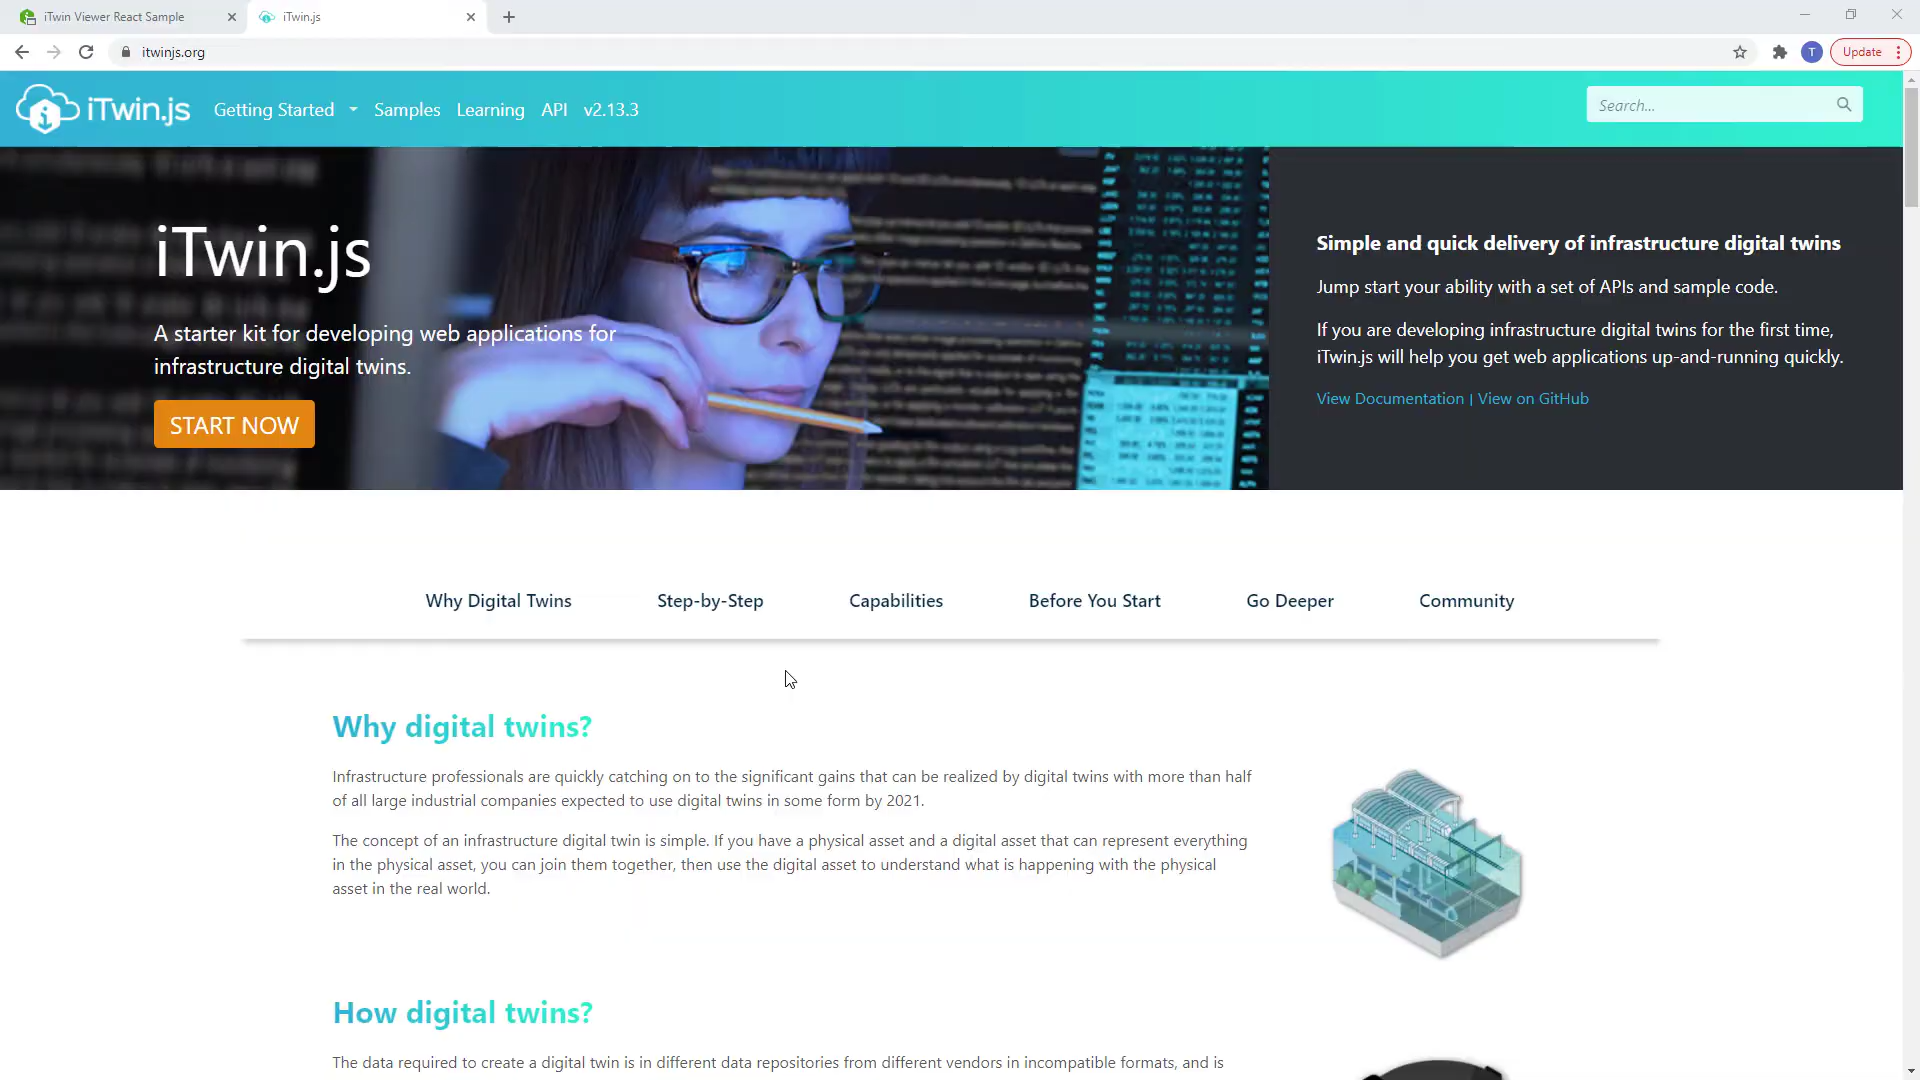 iTwin Viewer React Sample
iTwin.js
itwinjs.org
T
Update
iTwin.js
Getting Started
Samples
Learning
API
v2.13.3
Search...
iTwin.js
A starter kit for developing web applications for
infrastructure digital twins.
START NOW
Simple and quick delivery of infrastructure digital twins
Jump start your ability with a set of APIs and sample code.
If you are developing infrastructure digital twins for the first time,
iTwin.js will help you get web applications up-and-running quickly.
View Documentation | View on GitHub
Why Digital Twins
Step-by-Step
Capabilities
Before You Start
Go Deeper
Community
Why digital twins?
Infrastructure professionals are quickly catching on to the significant gains that can be realized by digital twins with more than half
of all large industrial companies expected to use digital twins in some form by 2021.
The concept of an infrastructure digital twin is simple. If you have a physical asset and a digital asset that can represent everything
in the physical asset, you can join them together, then use the digital asset to understand what is happening with the physical
asset in the real world.
How digital twins?
The data required to create a digital twin is in different data repositories from different vendors in incompatible formats, and is